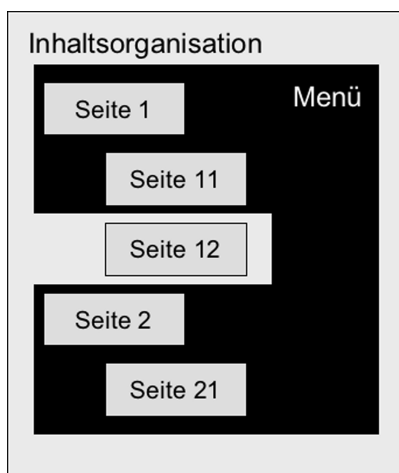 Inhaltsorganisation
Menü
Seite 1
Seite 11
Seite 12
Seite 2
Seite 21